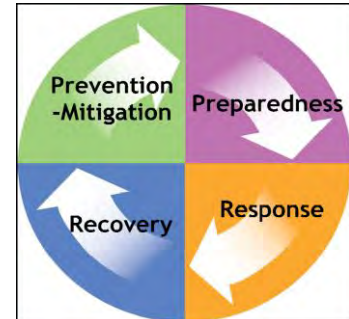 Prevention
-Mitigation
Preparedness
Response
Recovery